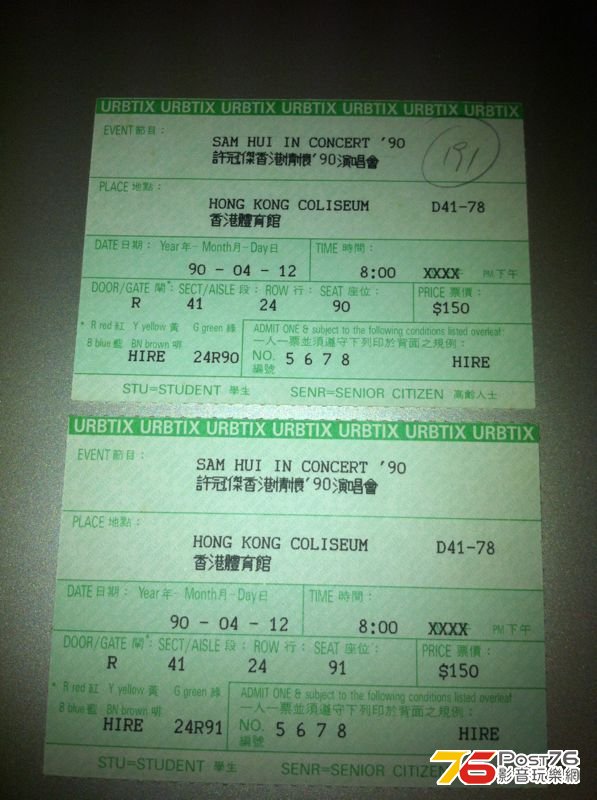 URBTIX URBTIX URBTIX URBTIX URBTIX URBTIX URBTIX
EVENT 節目：
SAM HUI IN CONCERT '90
許冠傑香港情懷'90演唱會
191
PLACE 地點：
HONG KONG COLISEUM D41-78
香港體育館
DATE 日期： Year 年- Month月- Day日 TIME 時間：
90 - 04 - 12 8:00 XXXX PM 下午
DOOR/GATE 閘*: SECT/AISLE 段： ROW 行： SEAT 座位： PRICE 票價：
R 41 24 90 $150
* R red 紅 Y yellow 黃 G green 綠 ADMIT ONE & subject to the following conditions listed overleaf:
B blue 藍 BN brown 啡 一人一票並須遵守下列印於背面之規例：
HIRE 24R90 NO. 5 6 7 8 HIRE
編號
STU=STUDENT 學生 SENR=SENIOR CITIZEN 高齡人士
URBTIX URBTIX URBTIX URBTIX URBTIX URBTIX URBTIX
EVENT 節目：
SAM HUI IN CONCERT '90
許冠傑香港情懷'90演唱會
PLACE 地點：
HONG KONG COLISEUM D41-78
香港體育館
DATE 日期： Year 年- Month月- Day日 TIME 時間：
90 - 04 - 12 8:00 XXXX PM 下午
DOOR/GATE 閘*: SECT/AISLE 段： ROW 行： SEAT 座位： PRICE 票價：
R 41 24 91 $150
* R red 紅 Y yellow 黃 G green 綠 ADMIT ONE & subject to the following conditions listed overleaf
B blue 藍 BN brown 啡 一人一票並須遵守下列印於背面之規例：
HIRE 24R91 NO. 5 6 7 8 HIRE
編號
STU=STUDENT 學生 SENR=SENIOR CITIZEN
76 Post76
影音玩樂網